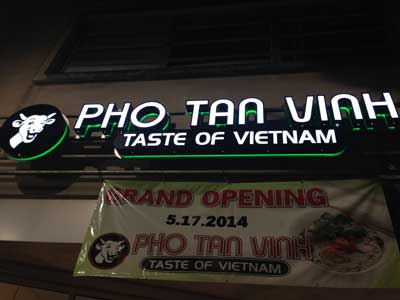 PHO TAN VINH
TASTE OF VIETNAM
GRAND OPENING
5.17.2014
PHO TAN VINH
TASTE OF VIETNAM